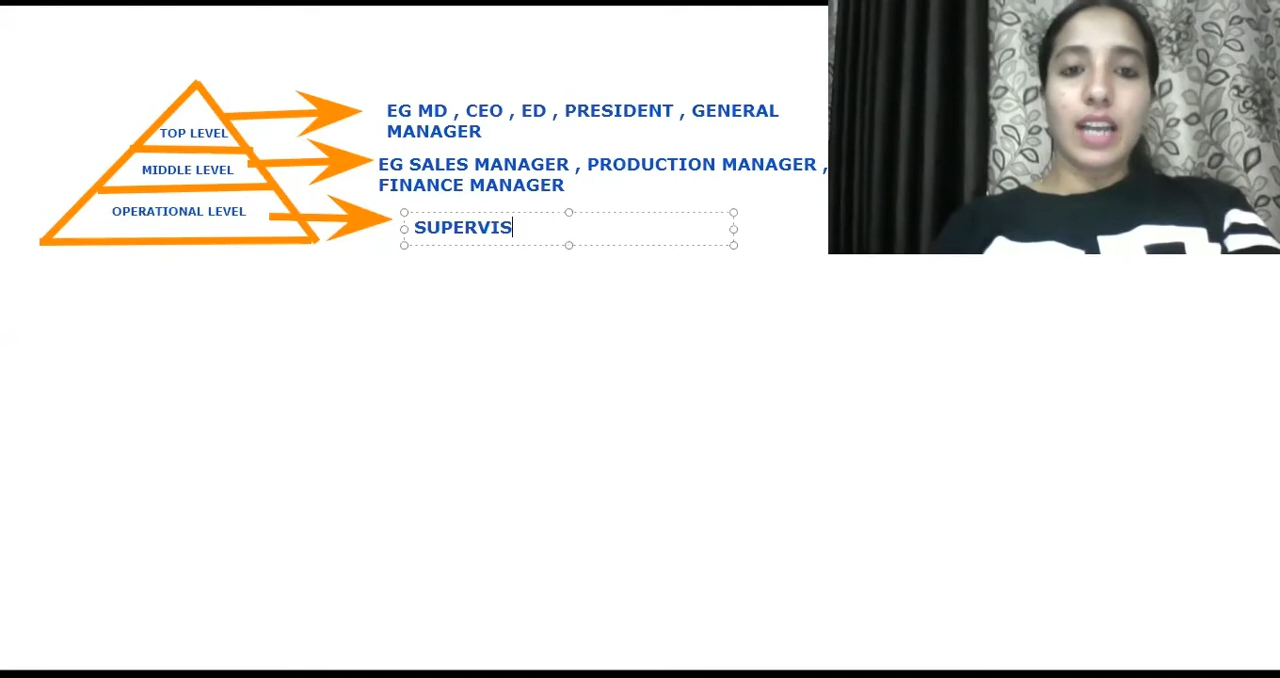 TOP LEVEL
MIDDLE LEVEL
OPERATIONAL LEVEL
EG MD , CEO , ED , PRESIDENT , GENERAL
MANAGER
EG SALES MANAGER , PRODUCTION MANAGER ,
FINANCE MANAGER
SUPERVIS